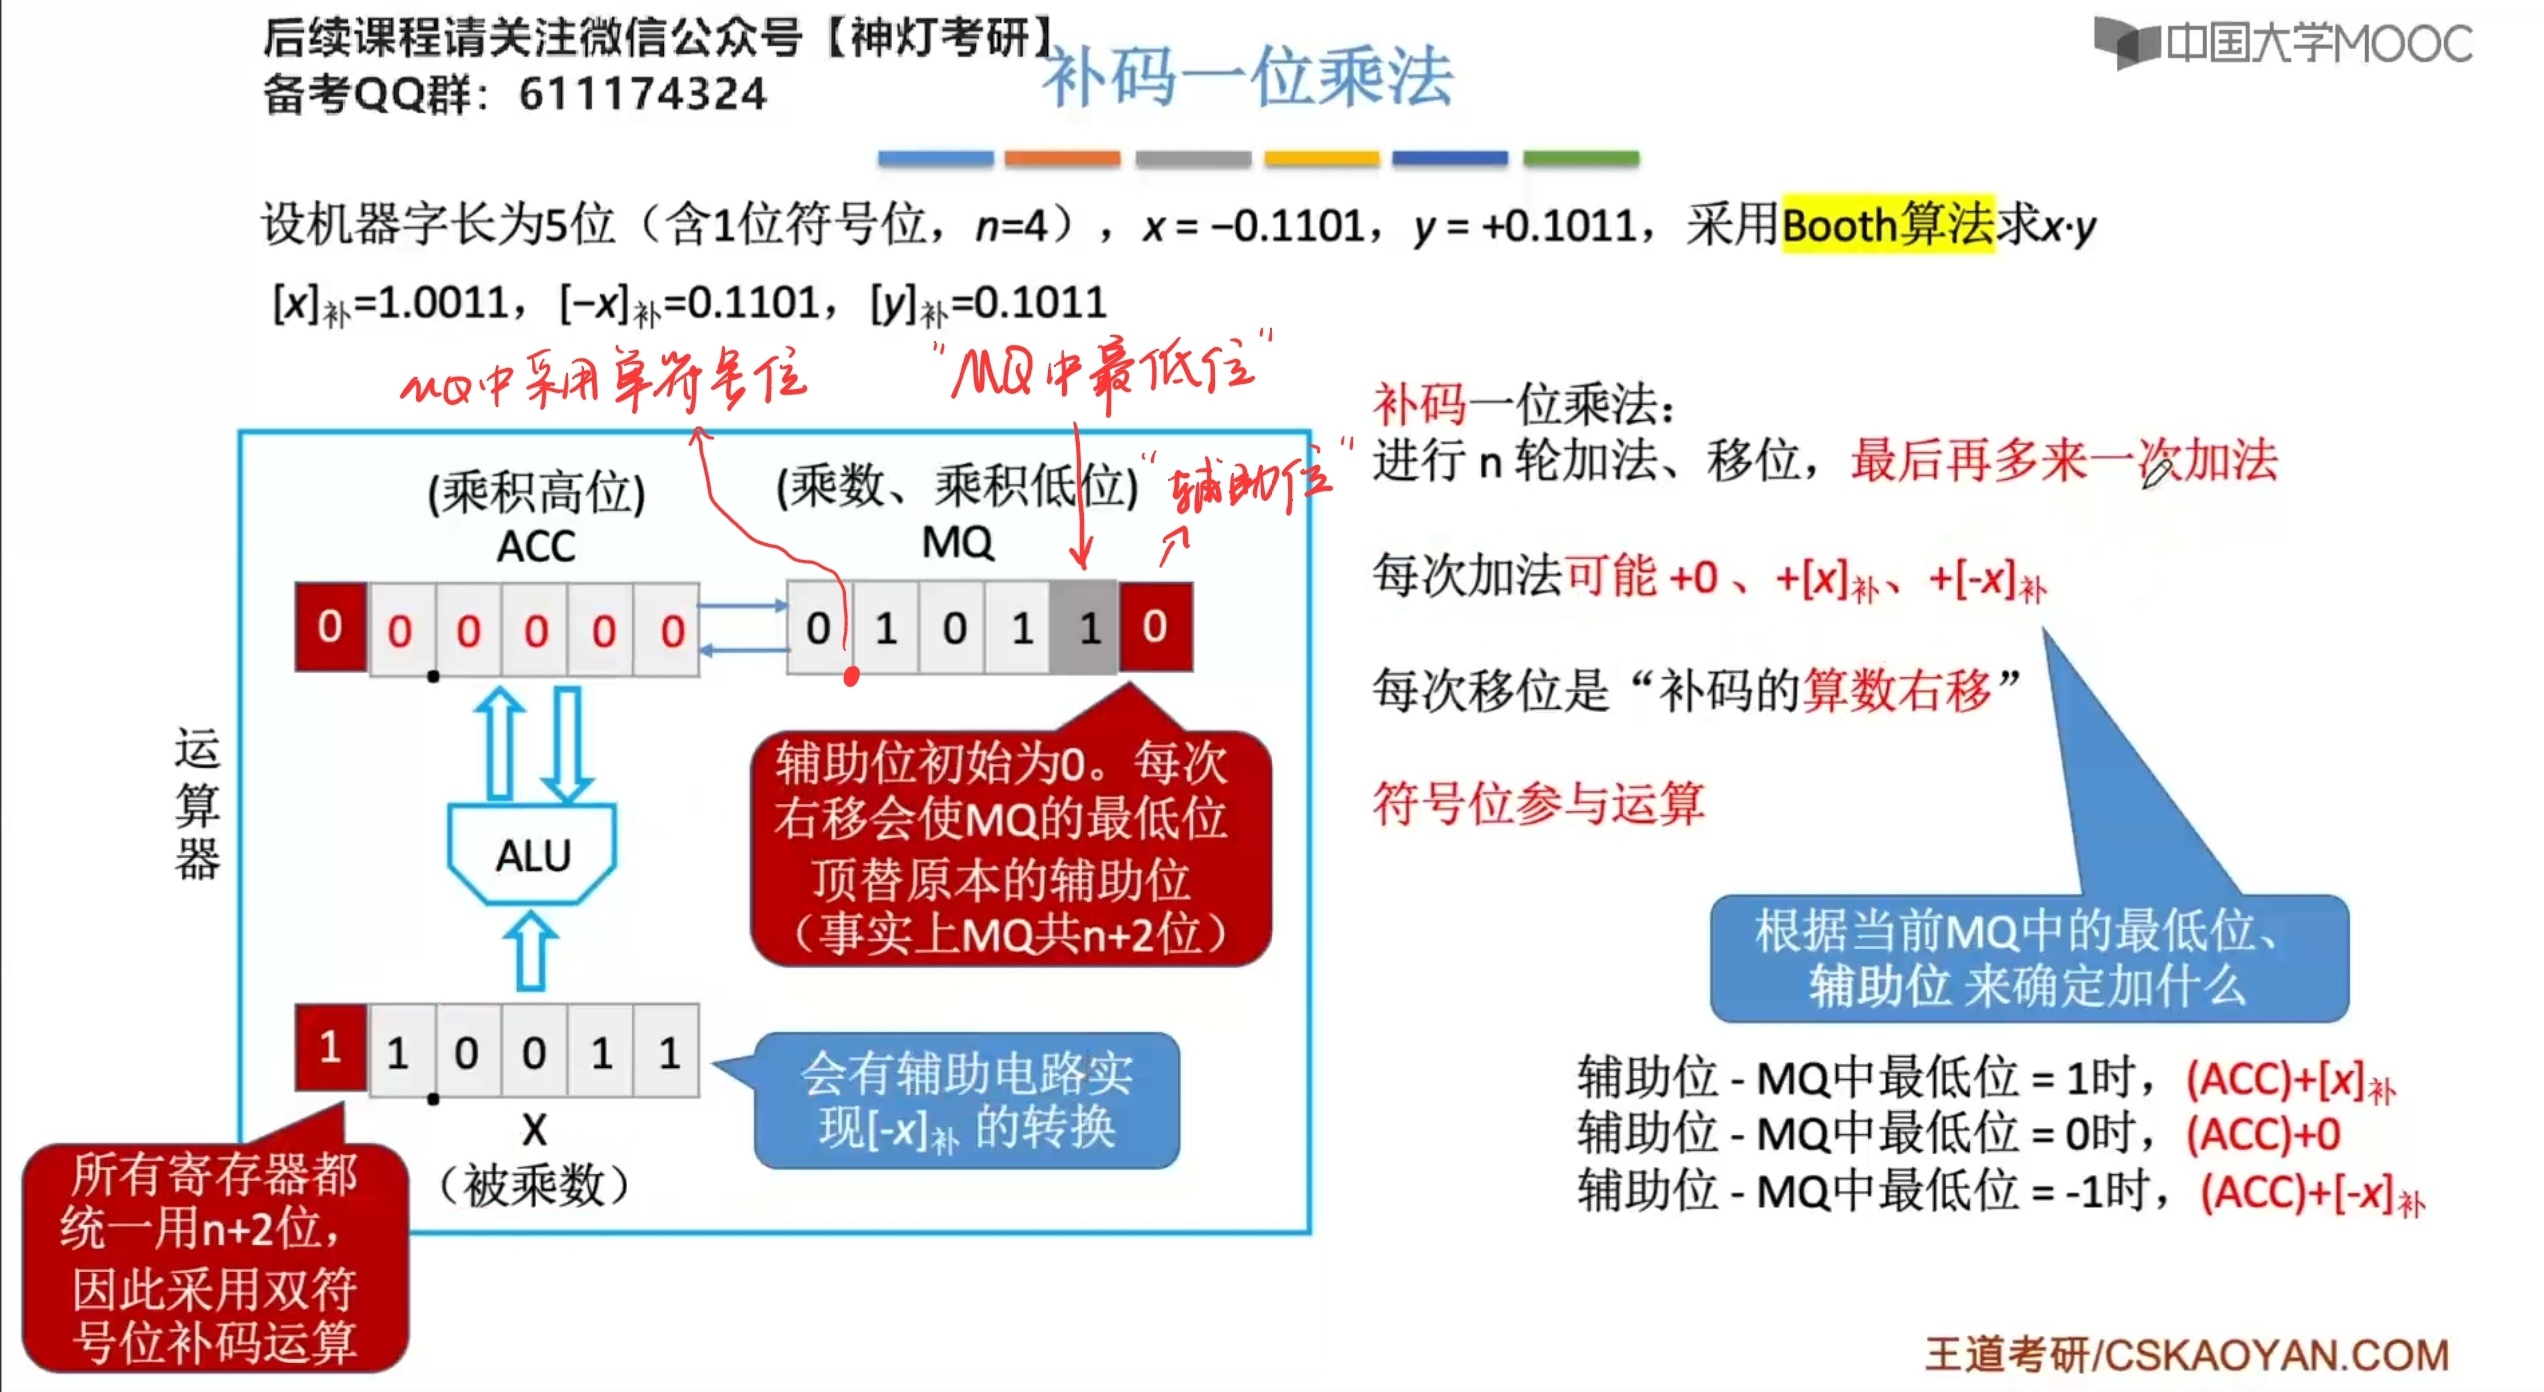 后续课程请关注微信公众号【神灯考研】
备考QQ群：611174324
中国大学MOOC
补码一位乘法
设机器字长为5位（含1位符号位，n=4），x = −0.1101，y = +0.1011，采用Booth算法求x·y
[x]补=1.0011，[−x]补=0.1101，[y]补=0.1011
MQ中采用单符号位
“MQ中最低位”
“辅助位”
(乘积高位)
ACC
(乘数、乘积低位)
MQ
0 0 0 0 0 0
0 1 0 1 1 0
运算器
ALU
辅助位初始为0。每次
右移会使MQ的最低位
顶替原本的辅助位
（事实上MQ共n+2位）
1 1 0 0 1 1
X
（被乘数）
会有辅助电路实
现[-x]补 的转换
所有寄存器都
统一用n+2位，
因此采用双符
号位补码运算
补码一位乘法：
进行 n 轮加法、移位，最后再多来一次加法
每次加法可能 +0 、+[x]补、+[-x]补
每次移位是“补码的算数右移”
符号位参与运算
根据当前MQ中的最低位、
辅助位 来确定加什么
辅助位 - MQ中最低位 = 1时，(ACC)+[x]补
辅助位 - MQ中最低位 = 0时，(ACC)+0
辅助位 - MQ中最低位 = -1时，(ACC)+[-x]补
王道考研/CSKAOYAN.COM